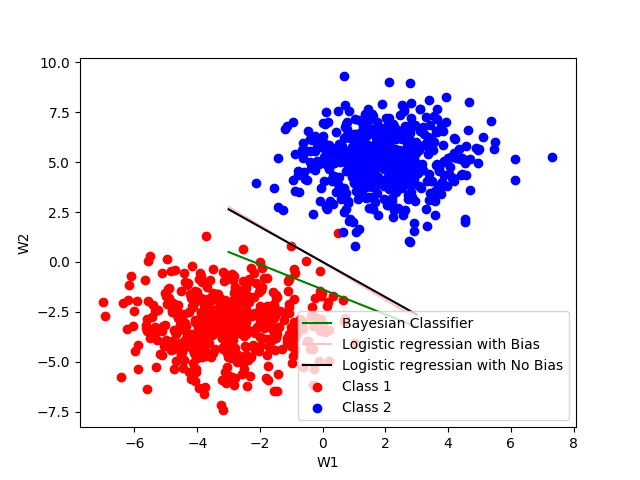 10.0
7.5
5.0
2.5
0.0
−2.5
−5.0
−7.5
W2
Bayesian Classifier
Logistic regressian with Bias
Logistic regressian with No Bias
Class 1
Class 2
−6 −4 −2 0 2 4 6 8
W1